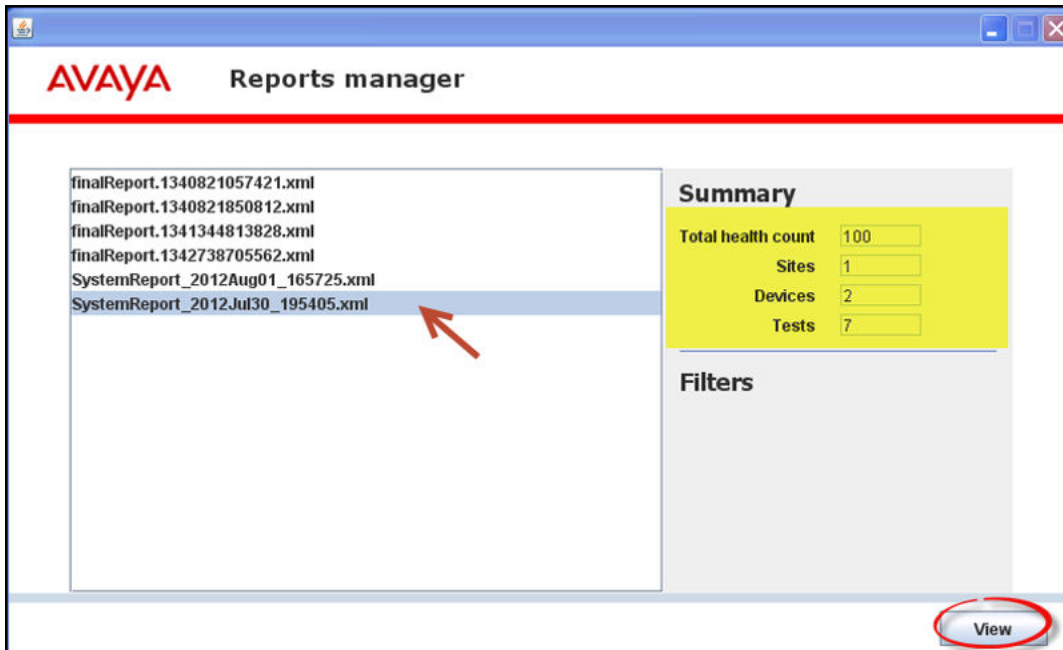 AVAYA Reports manager
finalReport.1340821057421.xml
finalReport.1340821850812.xml
finalReport.1341344813828.xml
finalReport.1342738705562.xml
SystemReport_2012Aug01_165725.xml
SystemReport_2012Jul30_195405.xml
Summary
Total health count 100
Sites 1
Devices 2
Tests 7
Filters
View